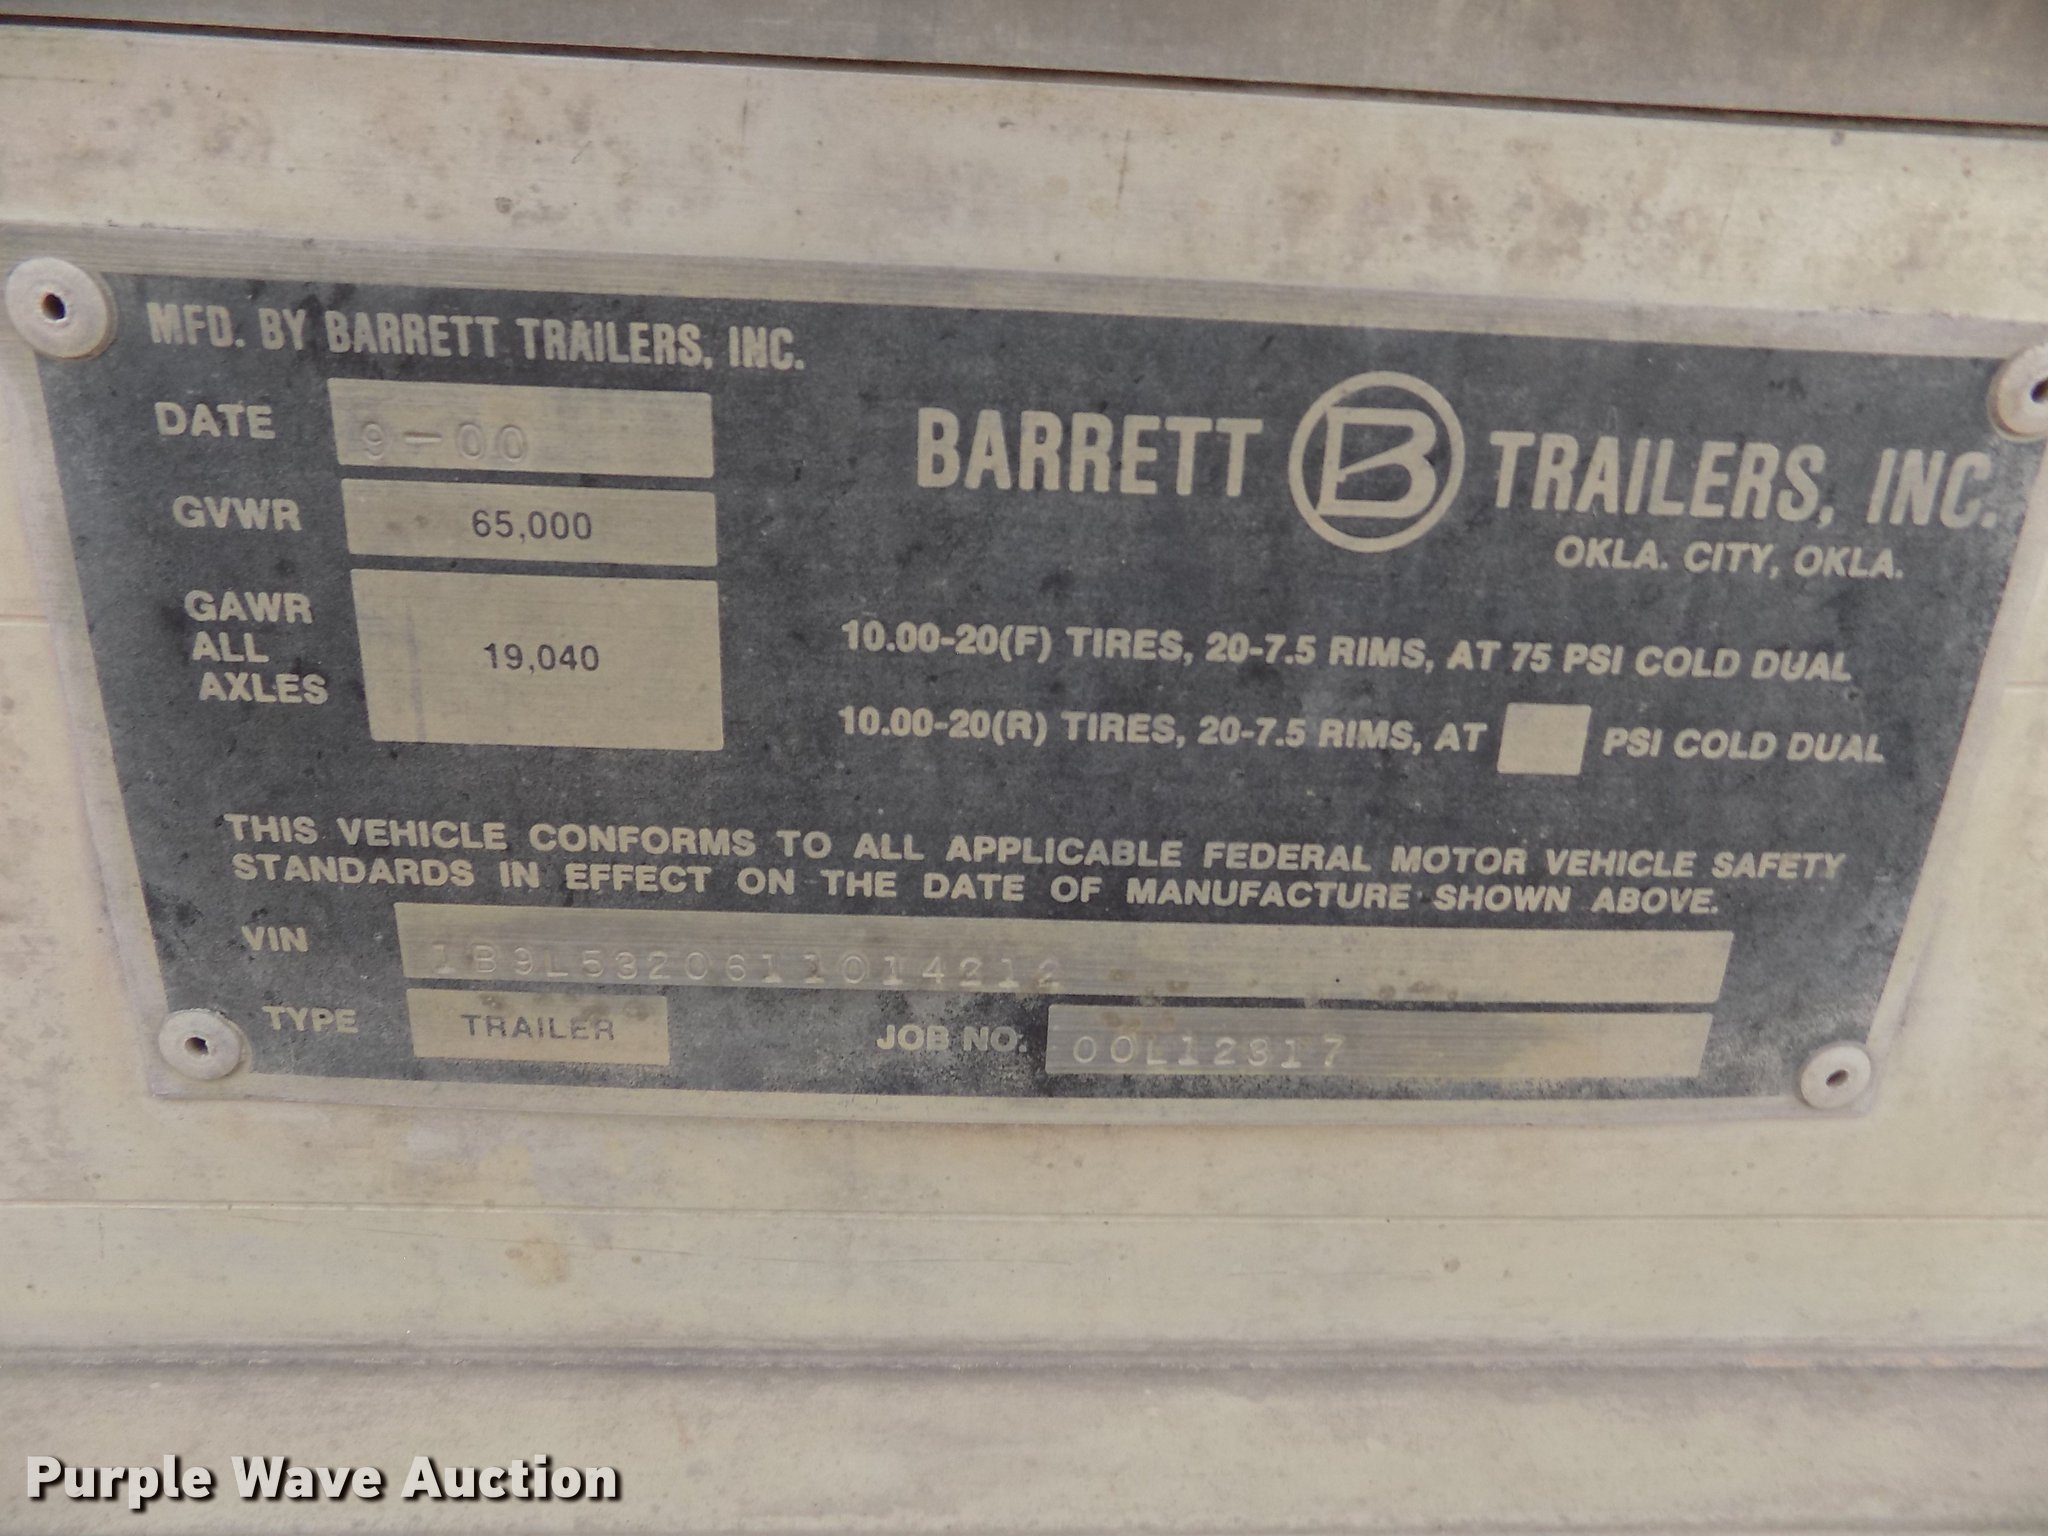 MFD. BY BARRETT TRAILERS, INC.
DATE 9-00
GVWR 65,000
GAWR
ALL
AXLES
19,040
BARRETT B TRAILERS, INC.
OKLA. CITY, OKLA.
10.00-20(F) TIRES, 20-7.5 RIMS, AT 75 PSI COLD DUAL
10.00-20(R) TIRES, 20-7.5 RIMS, AT PSI COLD DUAL
THIS VEHICLE CONFORMS TO ALL APPLICABLE FEDERAL MOTOR VEHICLE SAFETY
STANDARDS IN EFFECT ON THE DATE OF MANUFACTURE SHOWN ABOVE.
VIN 1B9L5320611014212
TYPE TRAILER JOB NO. 00L12317
Purple Wave Auction